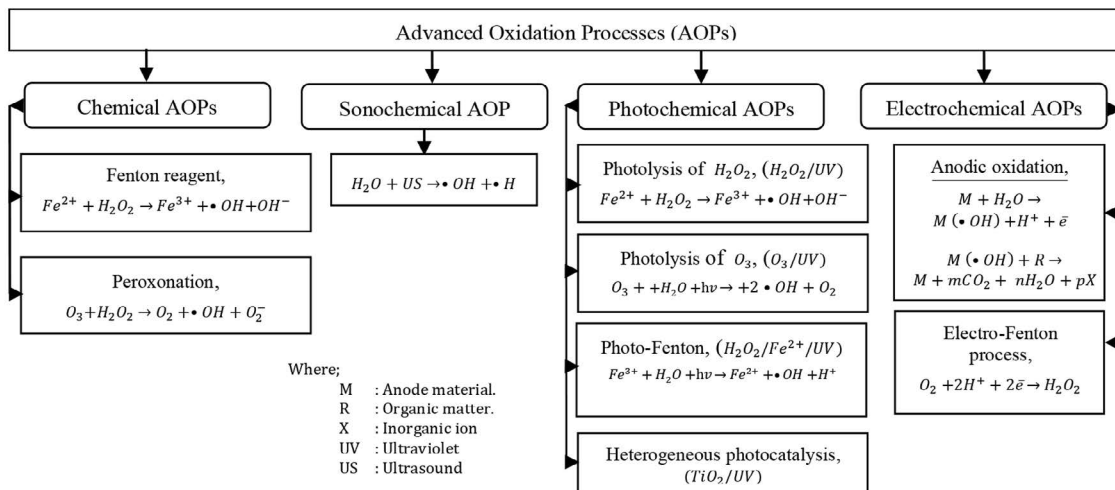 Advanced Oxidation Processes (AOPs)
Chemical AOPs
Fenton reagent,
Fe²⁺ + H₂O₂ → Fe³⁺ + • OH+OH⁻
Peroxonation,
O₃+H₂O₂ → O₂ + • OH + O₂⁻
Sonochemical AOP
H₂O + US → • OH + • H
Photochemical AOPs
Photolysis of H₂O₂, (H₂O₂/UV)
Fe²⁺ + H₂O₂ → Fe³⁺ + • OH+OH⁻
Photolysis of O₃, (O₃/UV)
O₃ + +H₂O + hν → +2 • OH + O₂
Photo-Fenton, (H₂O₂/Fe²⁺/UV)
Fe³⁺ + H₂O +hν → Fe²⁺ + • OH + H⁺
Heterogeneous photocatalysis,
(TiO₂/UV)
Electrochemical AOPs
Anodic oxidation,
M + H₂O →
M (• OH) + H⁺ + ē
M (• OH) + R →
M + mCO₂ + nH₂O + pX
Electro-Fenton
process,
O₂ +2H⁺ + 2ē → H₂O₂
Where;
M : Anode material.
R : Organic matter.
X : Inorganic ion
UV : Ultraviolet
US : Ultrasound